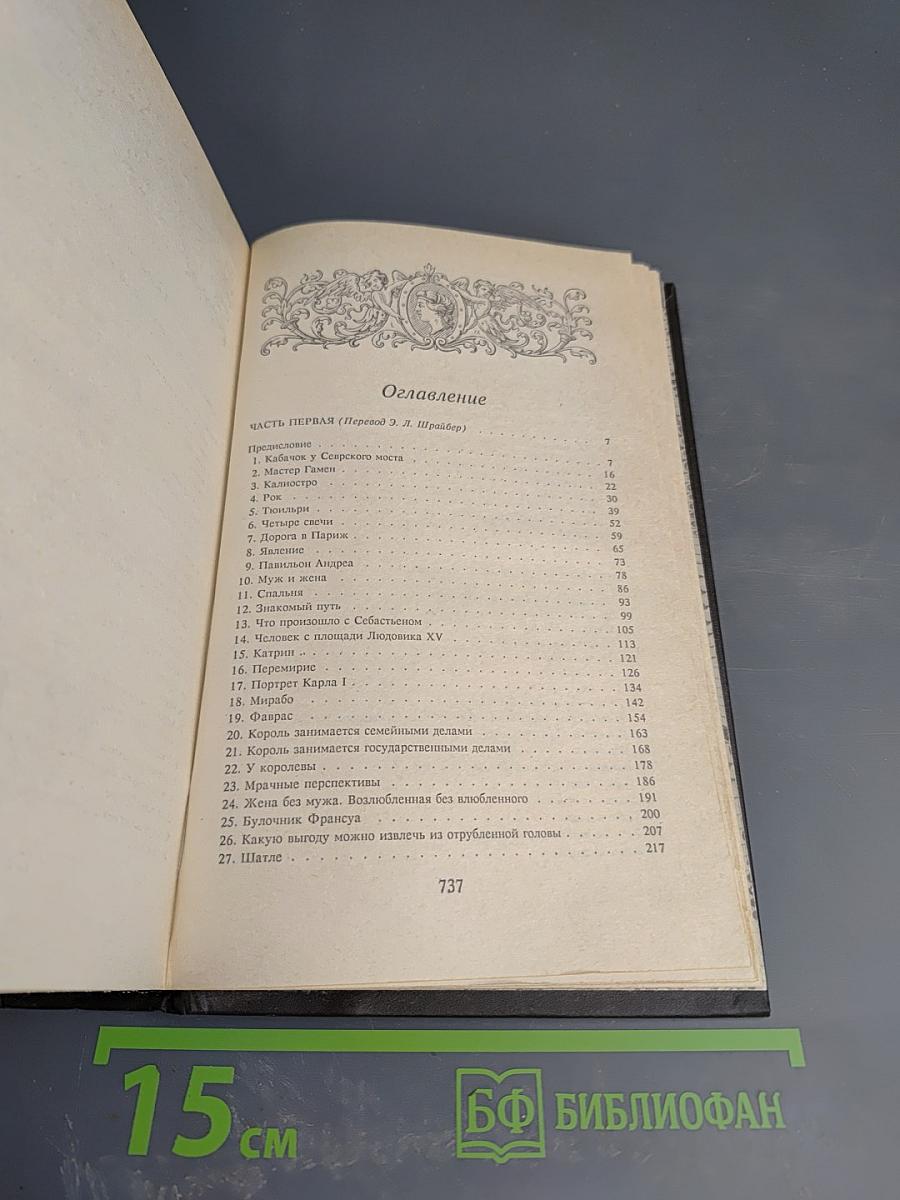 Оглавление
ЧАСТЬ ПЕРВАЯ (Перевод Э. Л. Шрайбер) . . . . . . . . . 7
Предисловие . . . . . . . . . 7
1. Кабачок у Севрского моста . . . . . . . . . 16
2. Мастер Гамен . . . . . . . . . 22
3. Калиостро . . . . . . . . . 30
4. Рок . . . . . . . . . 39
5. Тюильри . . . . . . . . . 52
6. Четыре свечи . . . . . . . . . 59
7. Дорога в Париж . . . . . . . . . 65
8. Явление . . . . . . . . . 73
9. Павильон Андреа . . . . . . . . . 78
10. Муж и жена . . . . . . . . . 86
11. Спальня . . . . . . . . . 93
12. Знакомый путь . . . . . . . . . 99
13. Что произошло с Себастьеном . . . . . . . . . 105
14. Человек с площади Людовика XV . . . . . . . . . 113
15. Катрин . . . . . . . . . 121
16. Перемирие . . . . . . . . . 126
17. Портрет Карла I . . . . . . . . . 134
18. Мирабо . . . . . . . . . 142
19. Фаврас . . . . . . . . . 154
20. Король занимается семейными делами . . . . . . . . . 163
21. Король занимается государственными делами . . . . . . . . . 168
22. У королевы . . . . . . . . . 178
23. Мрачные перспективы . . . . . . . . . 186
24. Жена без мужа. Возлюбленная без влюбленного . . . . . . . . . 191
25. Булочник Франсуа . . . . . . . . . 200
26. Какую выгоду можно извлечь из отрубленной головы . . . . . . 207
27. Шатле . . . . . . . . . 217
737
15 см
БФ БИБЛИОФАН